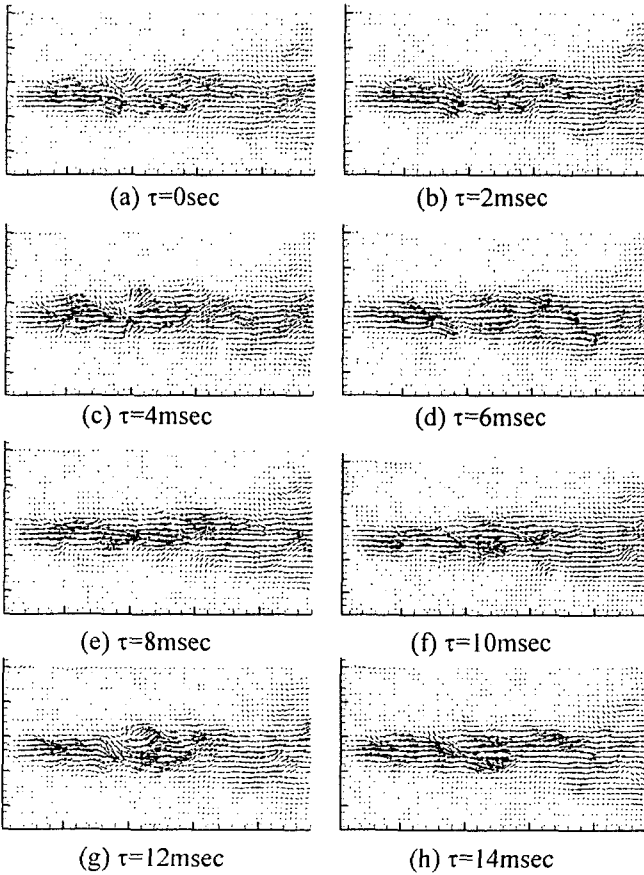 (a) τ=0sec
(b) τ=2msec
(c) τ=4msec
(d) τ=6msec
(e) τ=8msec
(f) τ=10msec
(g) τ=12msec
(h) τ=14msec